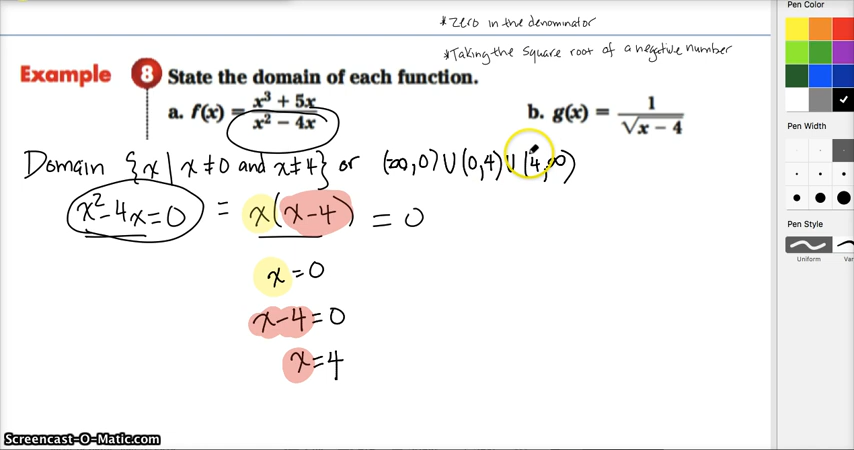 *Zero in the denominator
*Taking the square root of a negative number
Pen Color
Example 8 State the domain of each function.
a. f(x) = (x³ + 5x)/(x² − 4x) b. g(x) = 1/√(x − 4)
Domain {x | x ≠ 0 and x ≠ 4} or (-∞, 0) ∪ (0, 4) ∪ (4, ∞)
x² − 4x = 0 = x(x − 4) = 0
x = 0
x − 4 = 0
x = 4
Pen Width
Pen Style
Uniform Var
Screencast-O-Matic.com